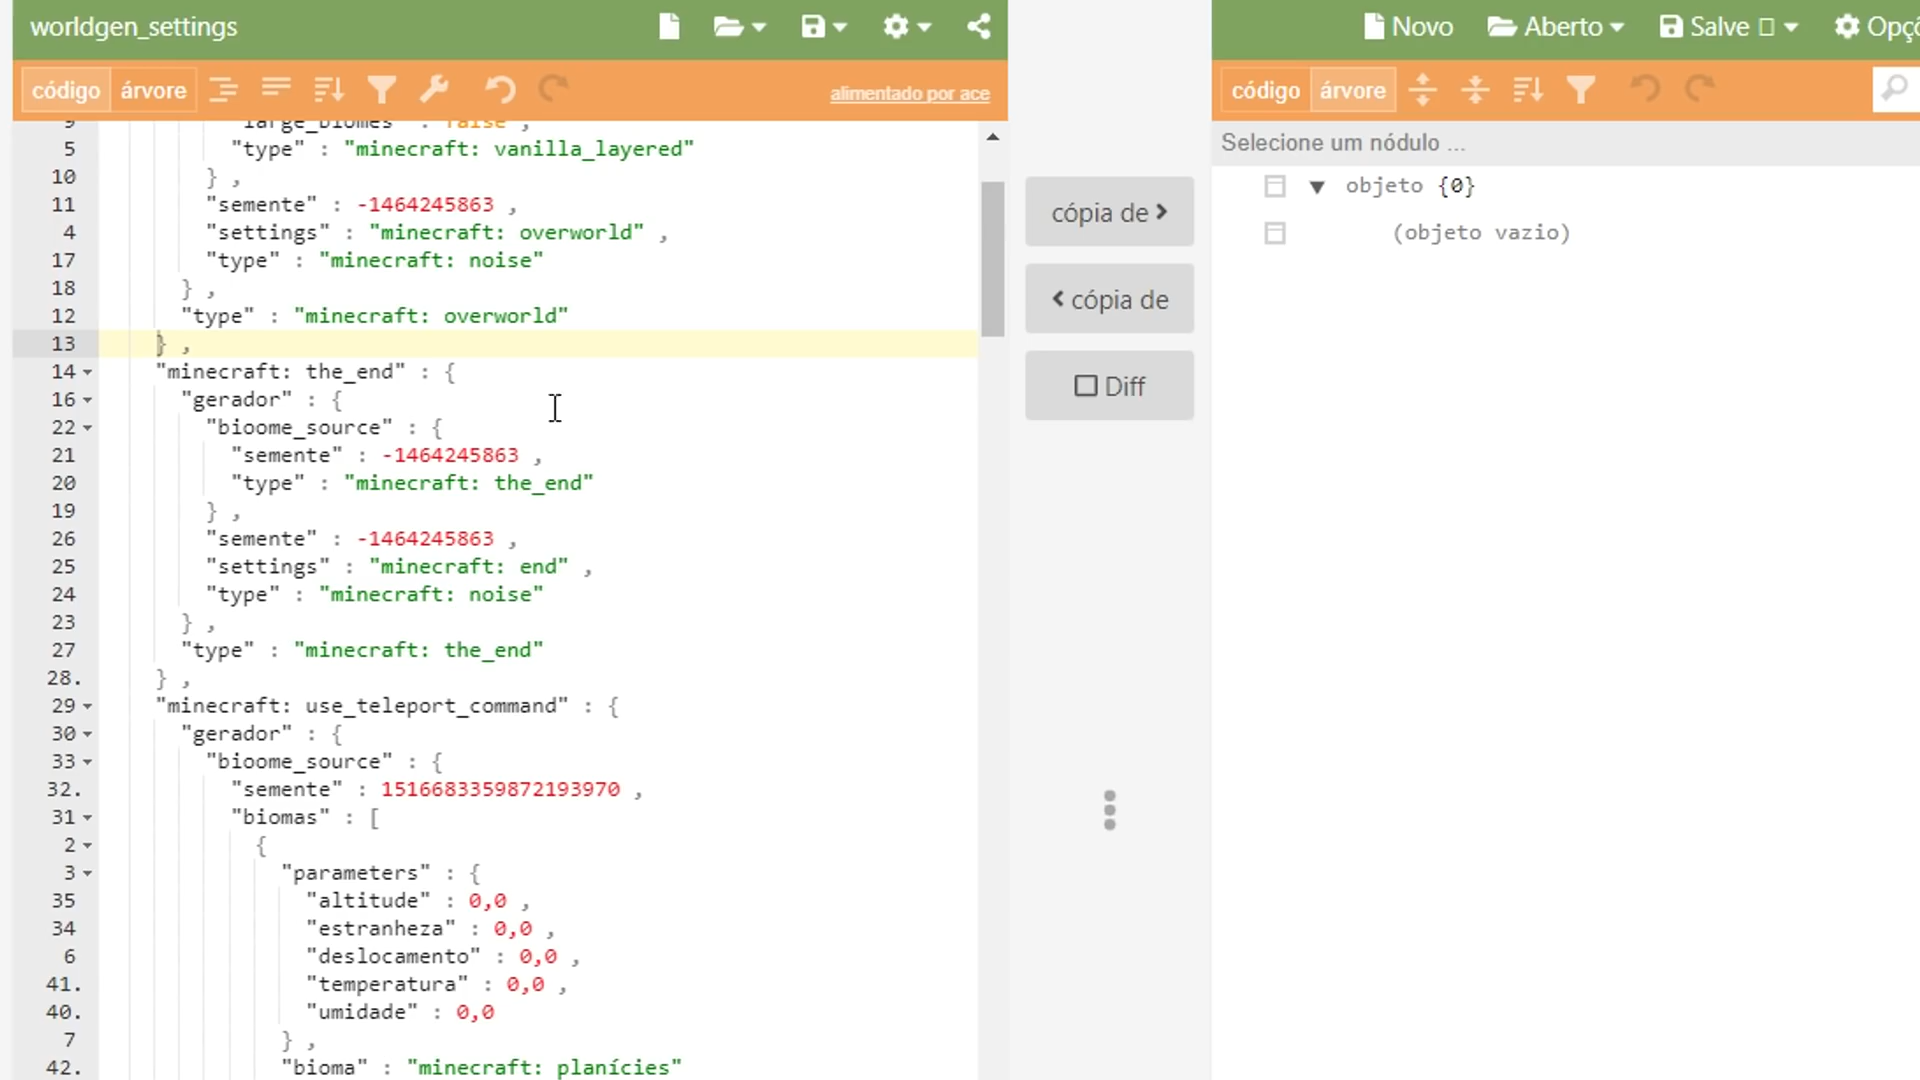 worldgen_settings
código árvore alimentado por ace
9 "large_biomes" : false ,
5 "type" : "minecraft: vanilla_layered"
10 } ,
11 "semente" : -1464245863 ,
4 "settings" : "minecraft: overworld" ,
17 "type" : "minecraft: noise"
18 } ,
12 "type" : "minecraft: overworld"
13 } ,
14 "minecraft: the_end" : {
16 "gerador" : {
22 "bioome_source" : {
21 "semente" : -1464245863 ,
20 "type" : "minecraft: the_end"
19 } ,
26 "semente" : -1464245863 ,
25 "settings" : "minecraft: end" ,
24 "type" : "minecraft: noise"
23 } ,
27 "type" : "minecraft: the_end"
28. } ,
29 "minecraft: use_teleport_command" : {
30 "gerador" : {
33 "bioome_source" : {
32. "semente" : 1516683359872193970 ,
31 "biomas" : [
2 {
3 "parameters" : {
35 "altitude" : 0,0 ,
34 "estranheza" : 0,0 ,
6 "deslocamento" : 0,0 ,
41. "temperatura" : 0,0 ,
40. "umidade" : 0,0
7 } ,
42. "bioma" : "minecraft: planícies"
cópia de >
< cópia de
Diff
Novo Aberto Salve Opçõ
código árvore
Selecione um nódulo ...
objeto {0}
(objeto vazio)